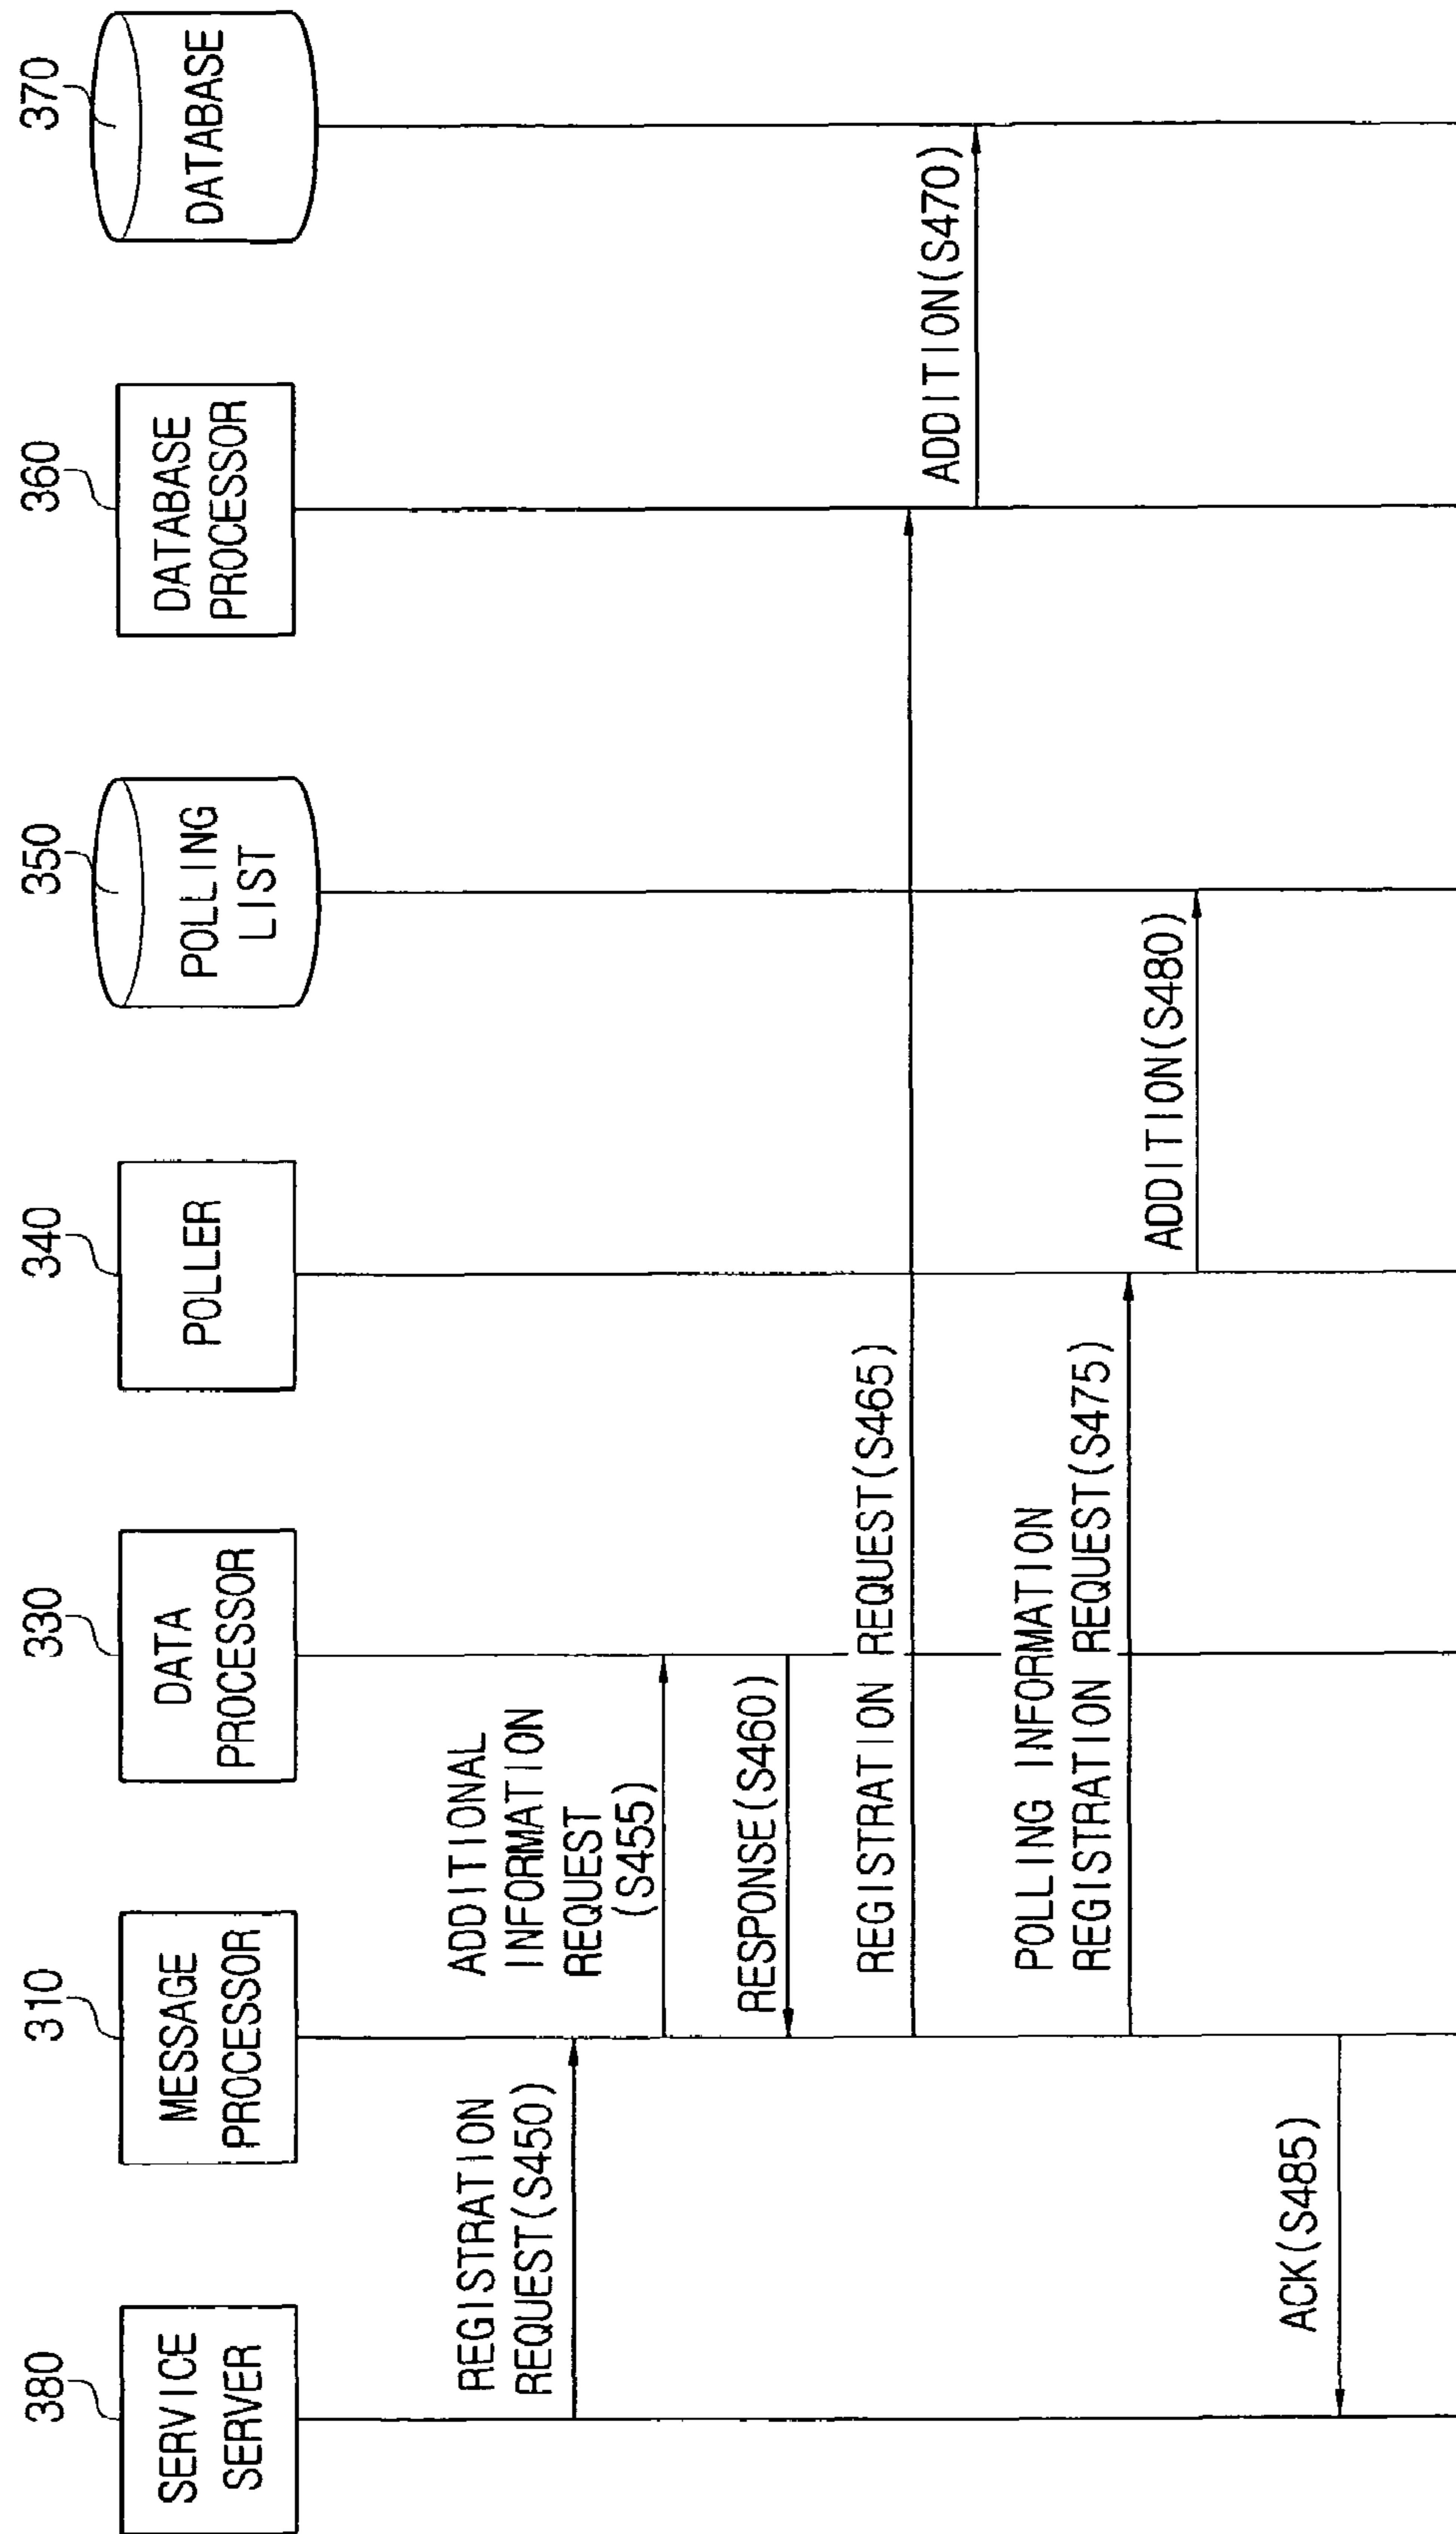 380
SERVICE
SERVER
310
MESSAGE
PROCESSOR
330
DATA
PROCESSOR
340
POLLER
350
POLLING
LIST
360
DATABASE
PROCESSOR
370
DATABASE
REGISTRATION
REQUEST(S450)
ADDITIONAL
INFORMATION
REQUEST
(S455)
RESPONSE(S460)
REGISTRATION REQUEST(S465)
ADDITION(S470)
POLLING INFORMATION
REGISTRATION REQUEST(S475)
ADDITION(S480)
ACK(S485)